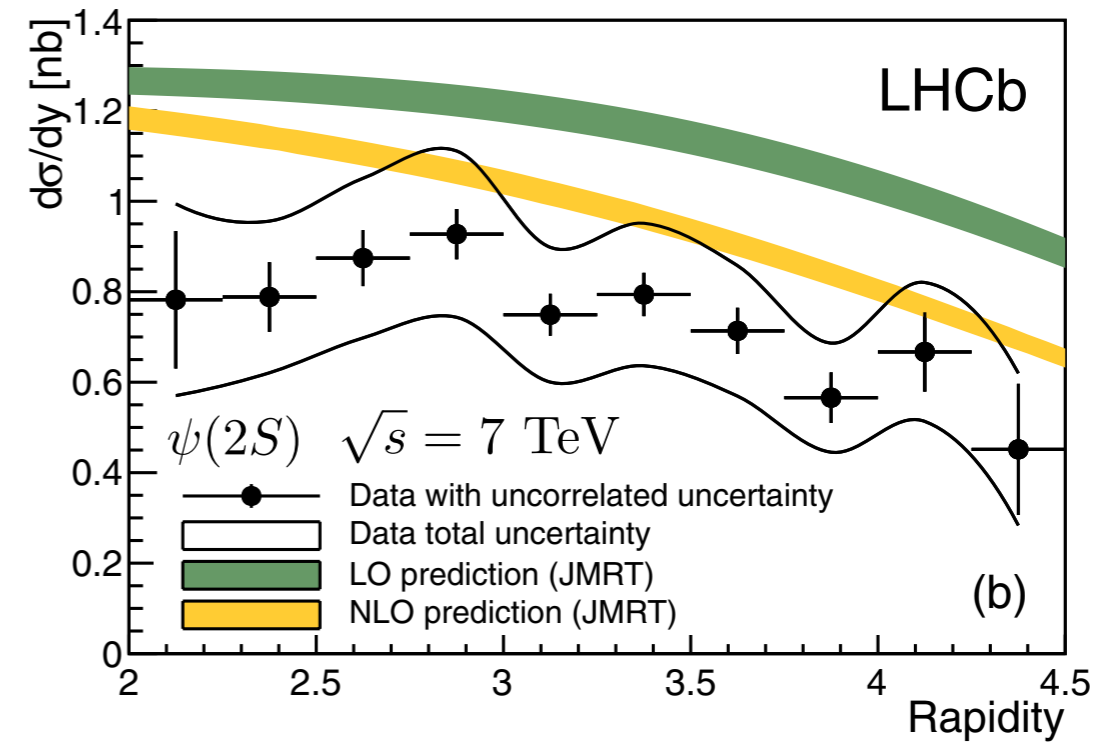 dσ/dy [nb]
1.4
1.2
1
0.8
0.6
0.4
0.2
0
LHCb
ψ(2S) √s = 7 TeV
Data with uncorrelated uncertainty
Data total uncertainty
LO prediction (JMRT)
NLO prediction (JMRT)
(b)
2 2.5 3 3.5 4 4.5
Rapidity